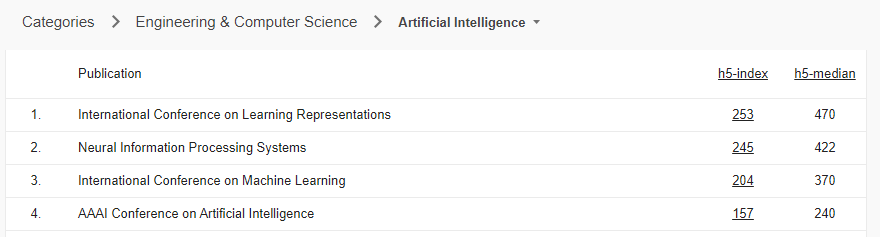 Categories > Engineering & Computer Science > Artificial Intelligence
Publication h5-index h5-median
1. International Conference on Learning Representations 253 470
2. Neural Information Processing Systems 245 422
3. International Conference on Machine Learning 204 370
4. AAAI Conference on Artificial Intelligence 157 240